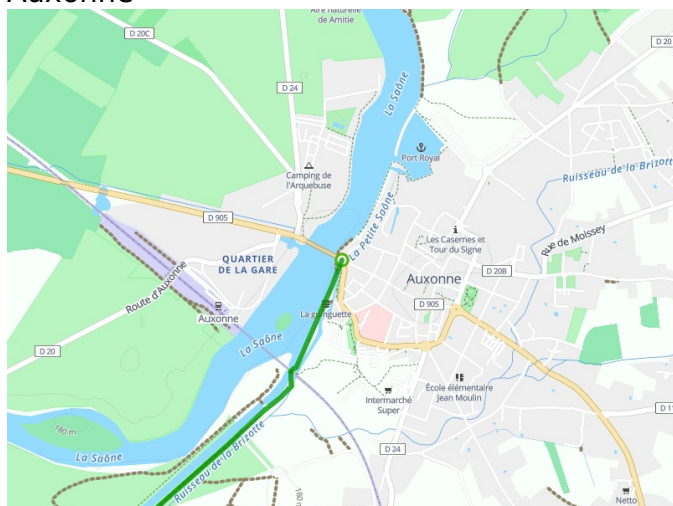 Auxonne
Aire naturelle
de Amitie
D 20C
D 20
D 24
La Saône
Port Royal
Camping de
l'Arquebuse
Ruisseau de la Brizotte
D 905
La Petite Saône
Les Casernes et
Tour du Signe
Rue de Moissey
QUARTIER
DE LA GARE
Auxonne
D 20B
Route d'Auxonne
Auxonne
La guinguette
D 905
La Saône
D 20
École élémentaire
Jean Moulin
Intermarché
Super
180 m
D 1
La Saône
Ruisseau de la Brizotte
D 24
180 m
Netto